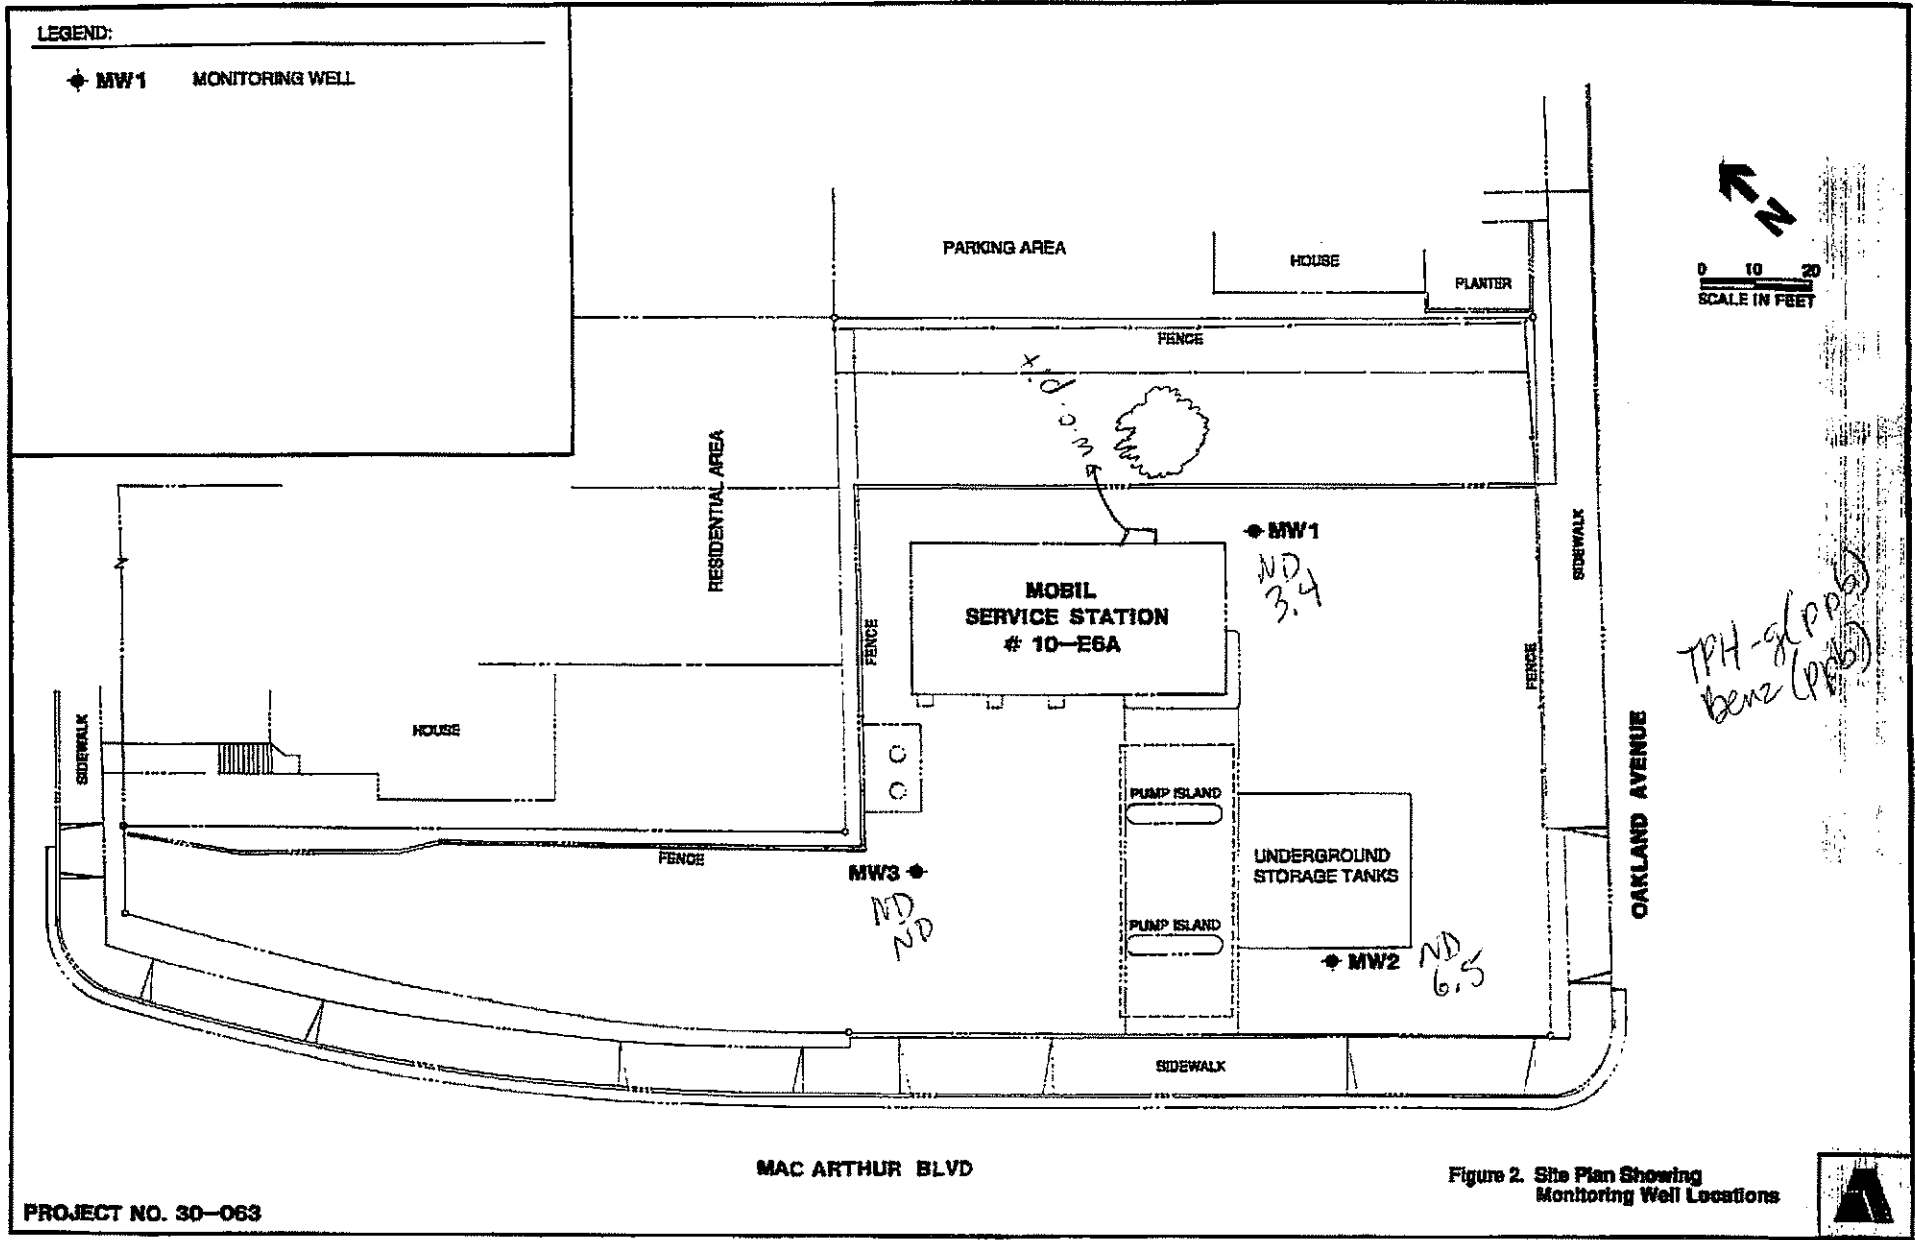 LEGEND:
MW1 MONITORING WELL
PARKING AREA
HOUSE
PLANTER
N
0 10 20
SCALE IN FEET
FENCE
w.o. pix
RESIDENTIAL AREA
MW1
ND
3.4
MOBIL
SERVICE STATION
# 10-E6A
FENCE
SIDEWALK
FENCE
TPH-g (ppb)
Benz (ppb)
OAKLAND AVENUE
SIDEWALK
HOUSE
PUMP ISLAND
UNDERGROUND
STORAGE TANKS
FENCE
MW3
ND
ND
PUMP ISLAND
MW2
ND
6.5
SIDEWALK
MAC ARTHUR BLVD
Figure 2. Site Plan Showing
Monitoring Well Locations
PROJECT NO. 30-063